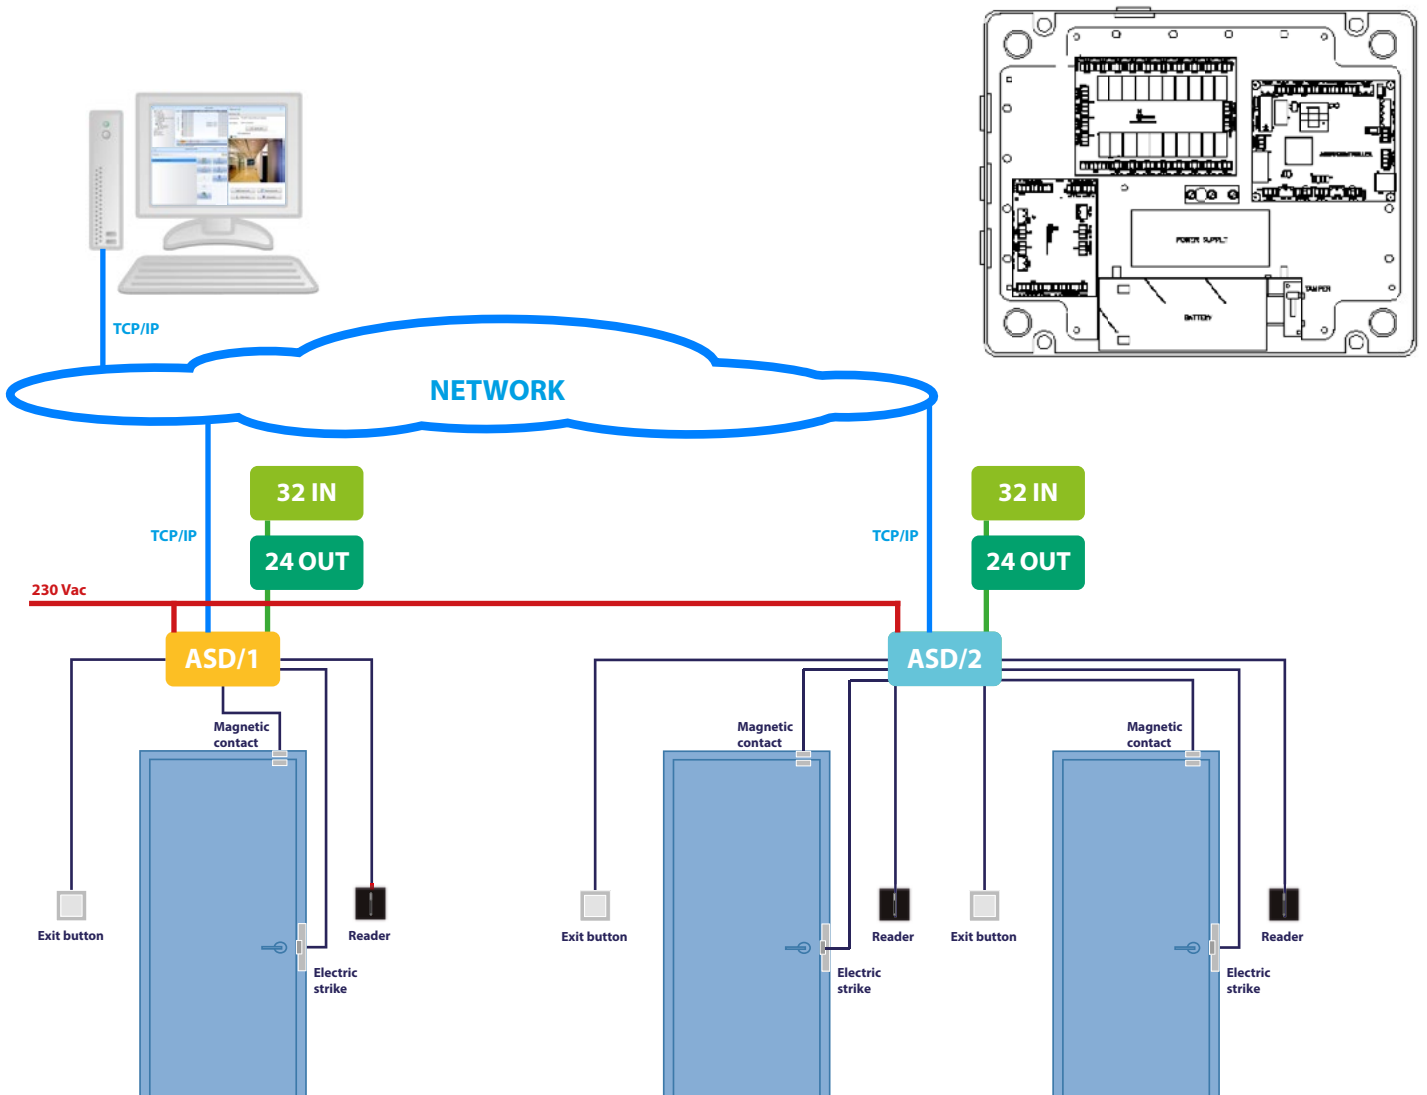 POWER SUPPLY
TAMPER
BATTERY
TCP/IP
NETWORK
32 IN
32 IN
TCP/IP
24 OUT
TCP/IP
24 OUT
230 Vac
ASD/1
ASD/2
Magnetic
contact
Magnetic
contact
Magnetic
contact
Exit button
Reader
Exit button
Reader
Exit button
Reader
Electric
strike
Electric
strike
Electric
strike